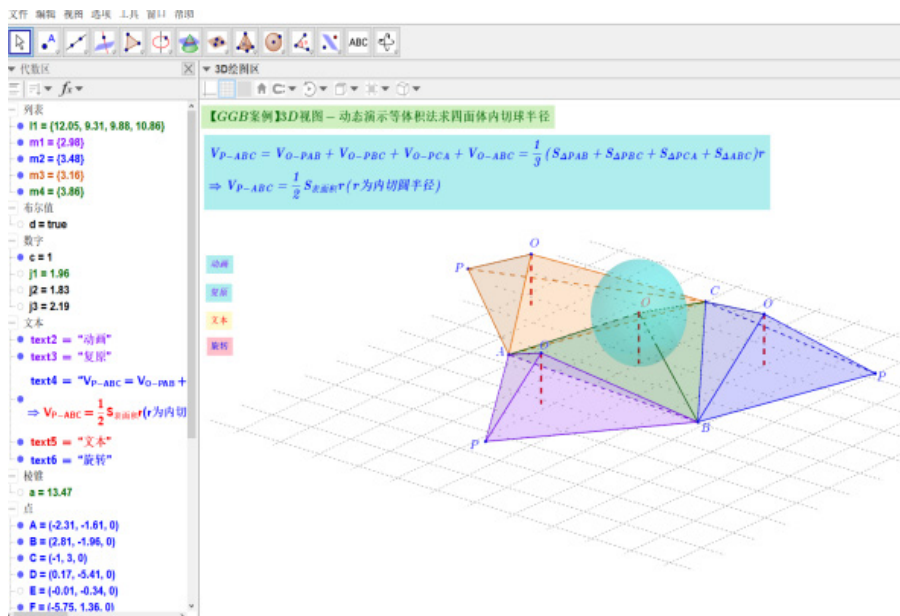 文件 编辑 视图 选项 工具 窗口 帮助
ABC
代数区
3D绘图区
fx
列表
l1 = {12.05, 9.31, 9.88, 10.86}
m1 = {2.98}
m2 = {3.48}
m3 = {3.16}
m4 = {3.86}
布尔值
d = true
数字
c = 1
j1 = 1.96
j2 = 1.83
j3 = 2.19
文本
text2 = "动画"
text3 = "复原"
text4 = "V_{P-ABC} = V_{O-PAB} +
⇒ V_{P-ABC} = \frac{1}{2} S_{表面积}r(r为内切
text5 = "文本"
text6 = "旋转"
棱锥
a = 13.47
点
A = (-2.31, -1.61, 0)
B = (2.81, -1.96, 0)
C = (-1, 3, 0)
D = (0.17, -5.41, 0)
E = (-0.01, -0.34, 0)
F = (-5.75, 1.36, 0)
【GGB案例】3D视图-动态演示等体积法求四面体内切球半径
V_{P-ABC} = V_{O-PAB} + V_{O-PBC} + V_{O-PCA} + V_{O-ABC} = \frac{1}{3} (S_{ΔPAB} + S_{ΔPBC} + S_{ΔPCA} + S_{ΔABC})r
⇒ V_{P-ABC} = \frac{1}{2} S_{表面积}r(r为内切圆半径)
动画
复原
文本
旋转
O
P
C
O
O
A
O
P
B
P